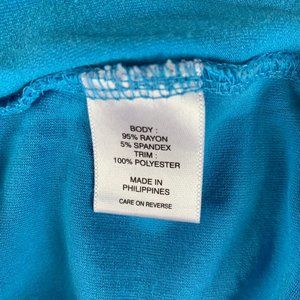 BODY :
95% RAYON
5% SPANDEX
TRIM :
100% POLYESTER
MADE IN
PHILIPPINES
CARE ON REVERSE